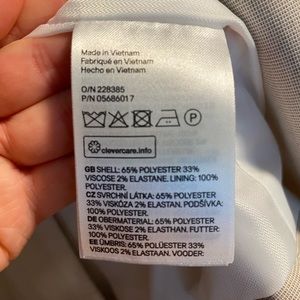 Made in Vietnam
Fabriqué en Vietnam
Hecho en Vietnam
O/N 228385
P/N 05686017
P
clevercare.info
GB SHELL: 65% POLYESTER 33%
VISCOSE 2% ELASTANE. LINING: 100%
POLYESTER.
CZ SVRCHNÍ LÁTKA: 65% POLYESTER
33% VISKÓZA 2% ELASTAN. PODŠÍVKA:
100% POLYESTER.
DE OBERMATERIAL: 65% POLYESTER
33% VISKOSE 2% ELASTHAN. FUTTER:
100% POLYESTER.
EE ÜMBRIS: 65% POLÜESTER 33%
VISKOOS 2% ELASTAAN. VOODER: